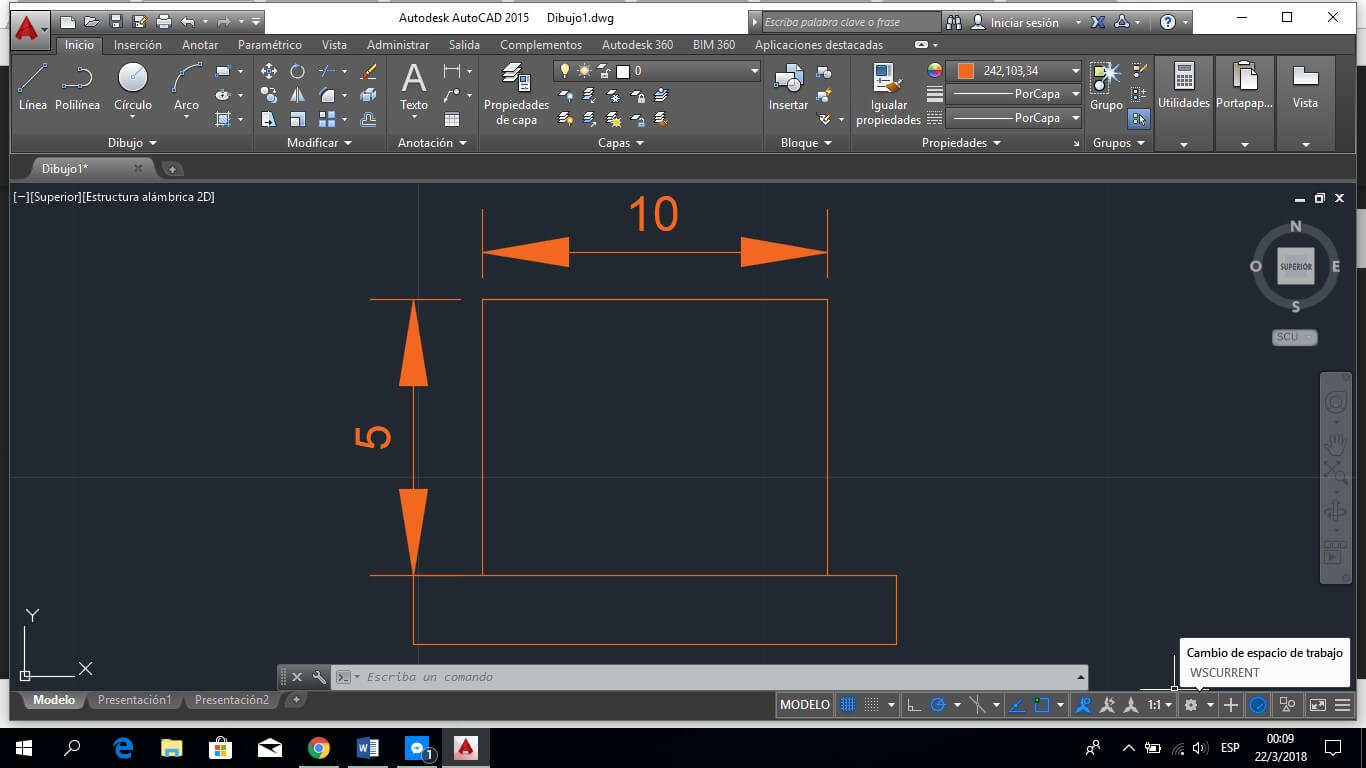 Autodesk AutoCAD 2015 Dibujo1.dwg
Escriba palabra clave o frase
Iniciar sesión
Inicio Inserción Anotar Paramétrico Vista Administrar Salida Complementos Autodesk 360 BIM 360 Aplicaciones destacadas
Línea Polilínea Círculo Arco
Texto
Propiedades
de capa
0
Insertar
Igualar
propiedades
242,103,34
PorCapa
PorCapa
Grupo
Utilidades
Portapap...
Vista
Dibujo Modificar Anotación Capas Bloque Propiedades Grupos
Dibujo1*
[−][Superior][Estructura alámbrica 2D]
10
5
N
O SUPERIOR E
S
SCU
Y
X
Cambio de espacio de trabajo
WSCURRENT
Escriba un comando
Modelo Presentación1 Presentación2
MODELO
1:1
1
ESP
00:09
22/3/2018